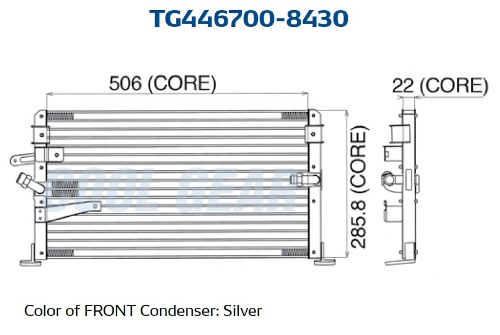 TG446700-8430
506 (CORE)
22 (CORE)
285.8 (CORE)
COOL GEAR
Color of FRONT Condenser: Silver